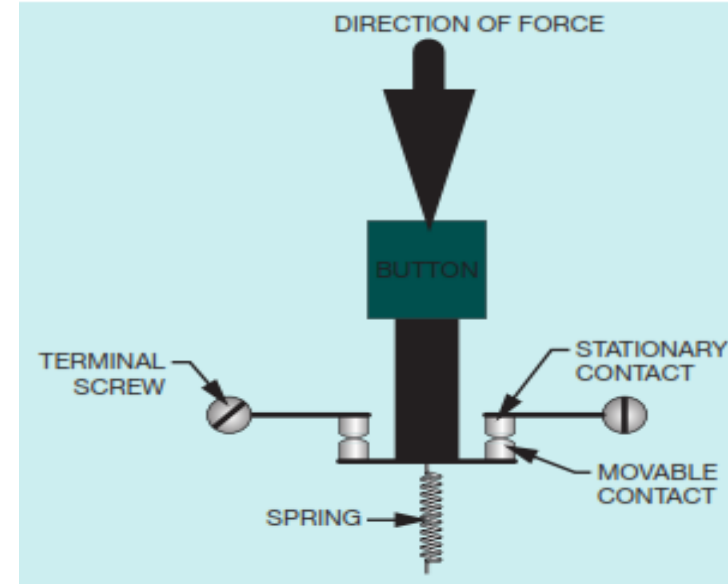 DIRECTION OF FORCE
BUTTON
TERMINAL
SCREW
STATIONARY
CONTACT
MOVABLE
CONTACT
SPRING